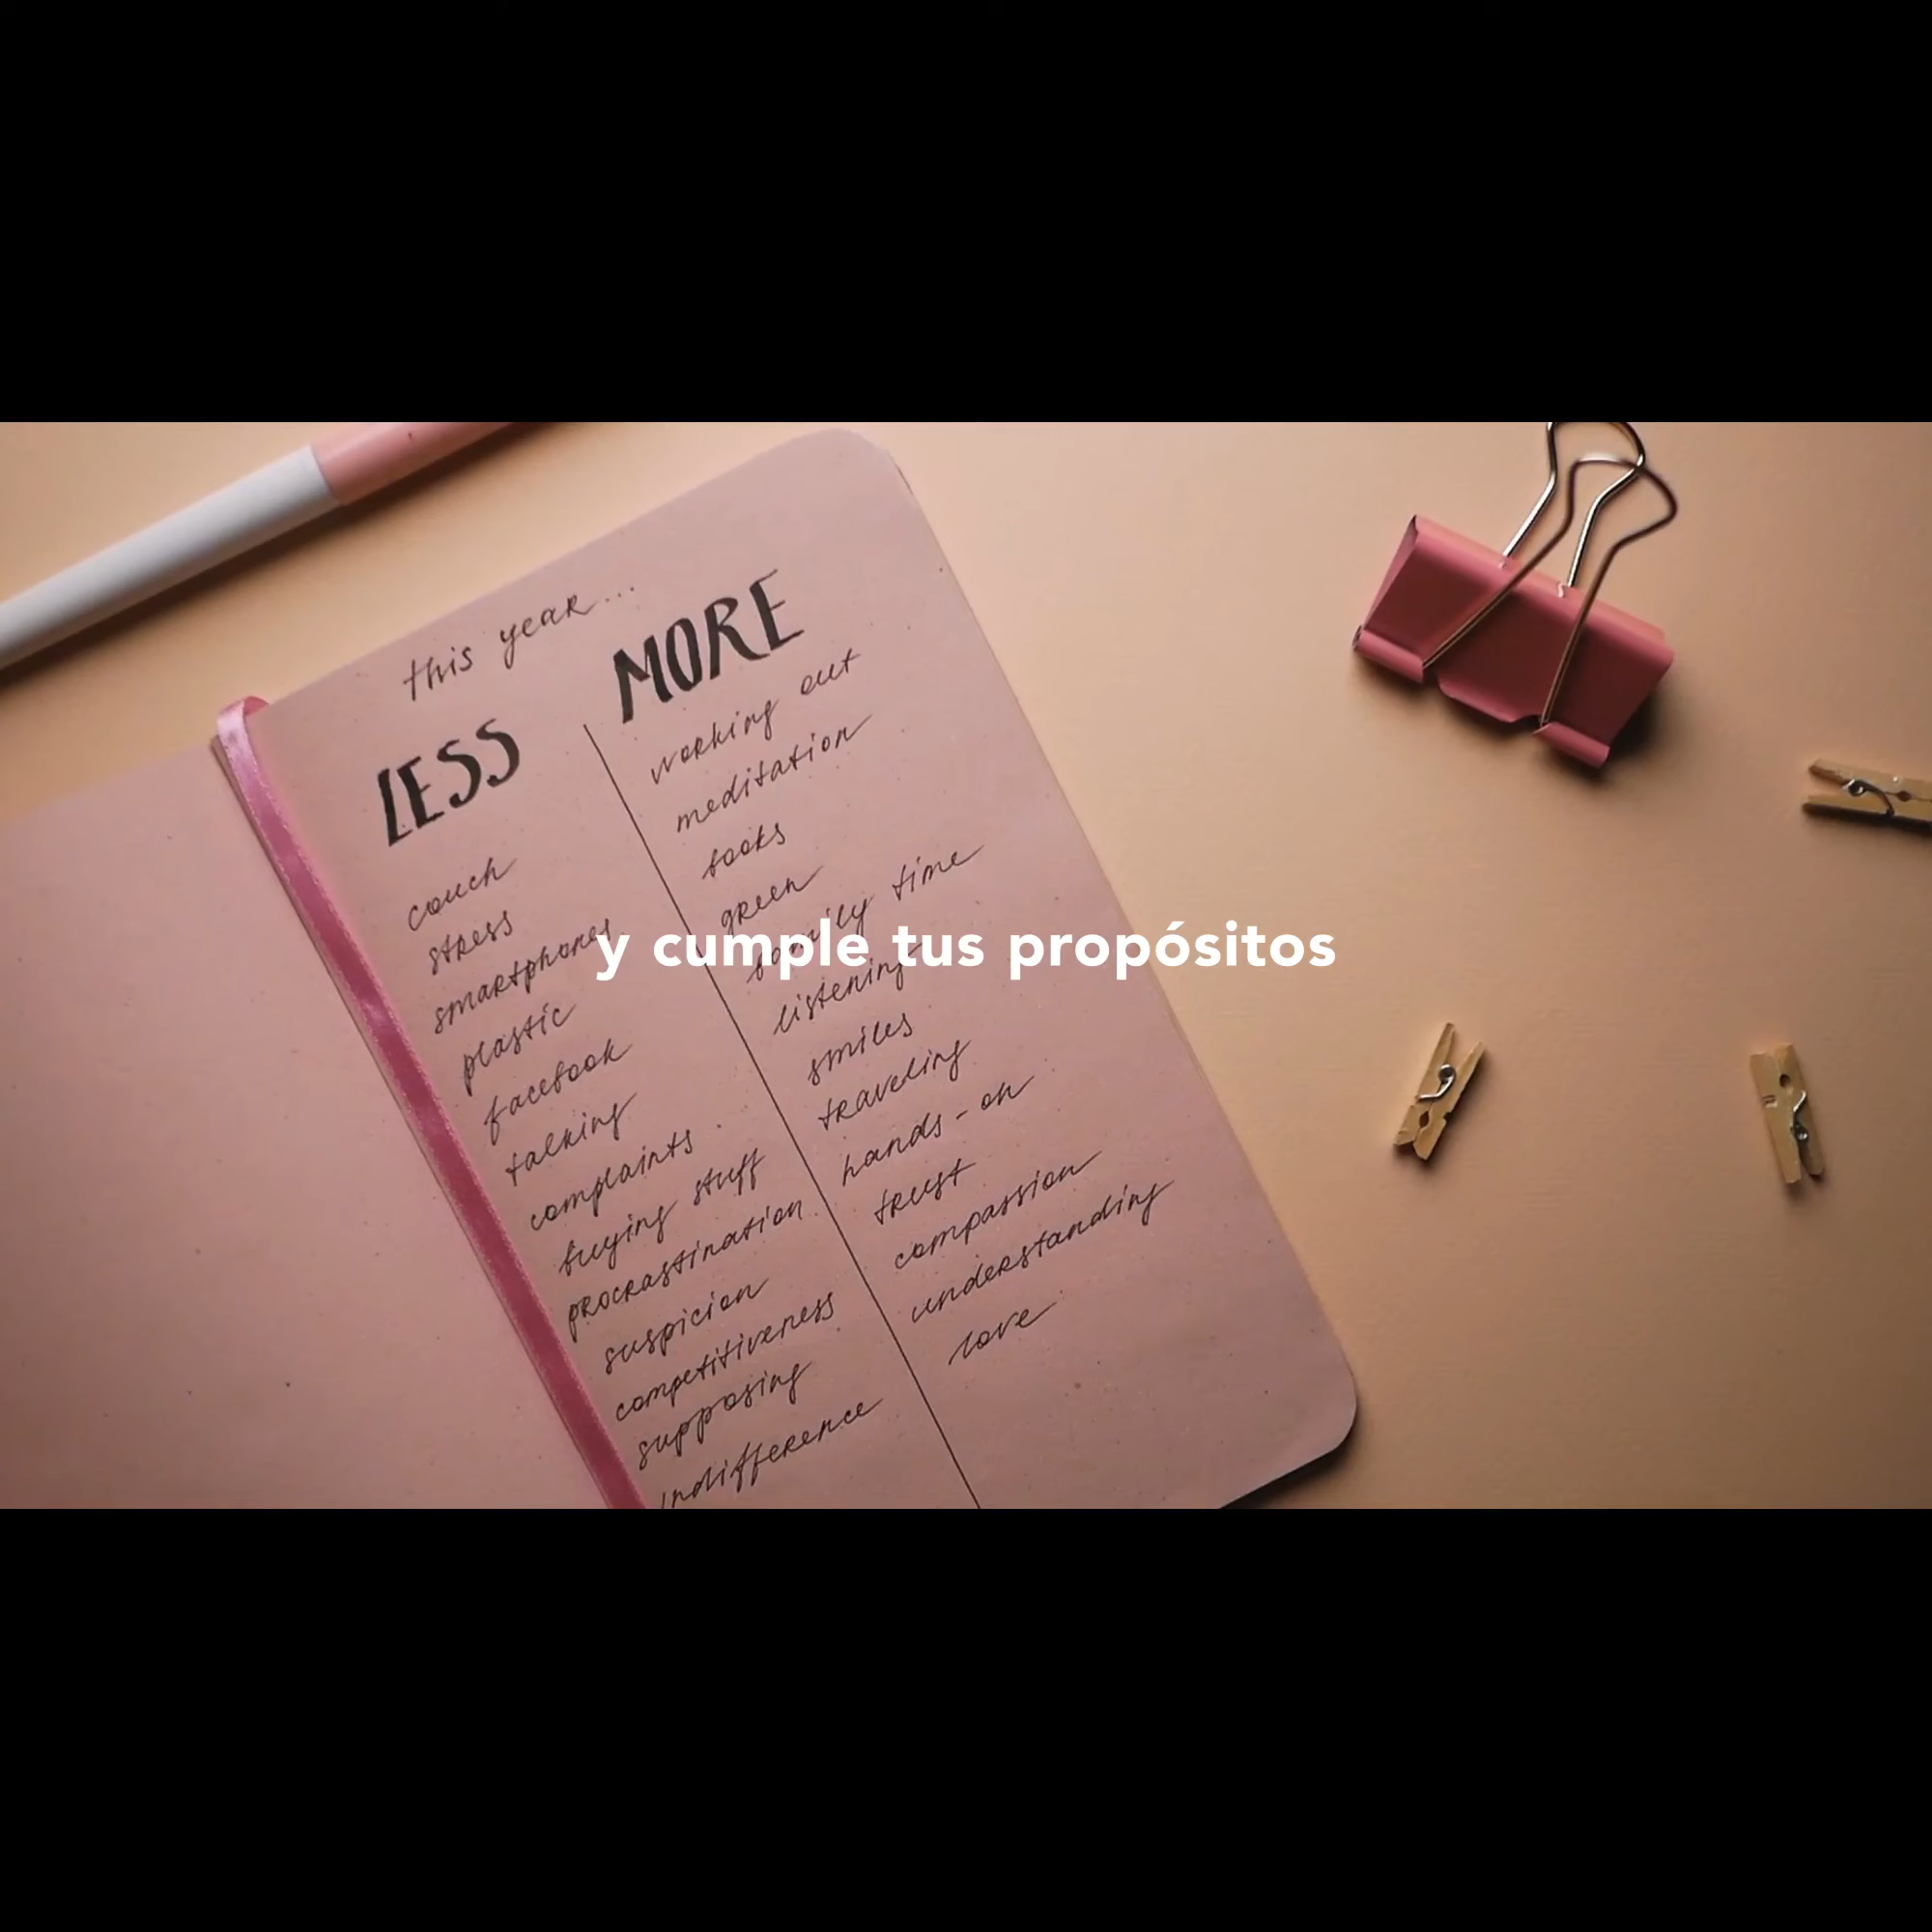 this year...
LESS
couch
stress
smartphones
plastic
facebook
talking
complaints
buying stuff
procrastination
suspicion
competitiveness
supposing
indifference
MORE
working out
meditation
books
green
family time
listening
smiles
traveling
hands-on
trust
compassion
understanding
love
y cumple tus propósitos